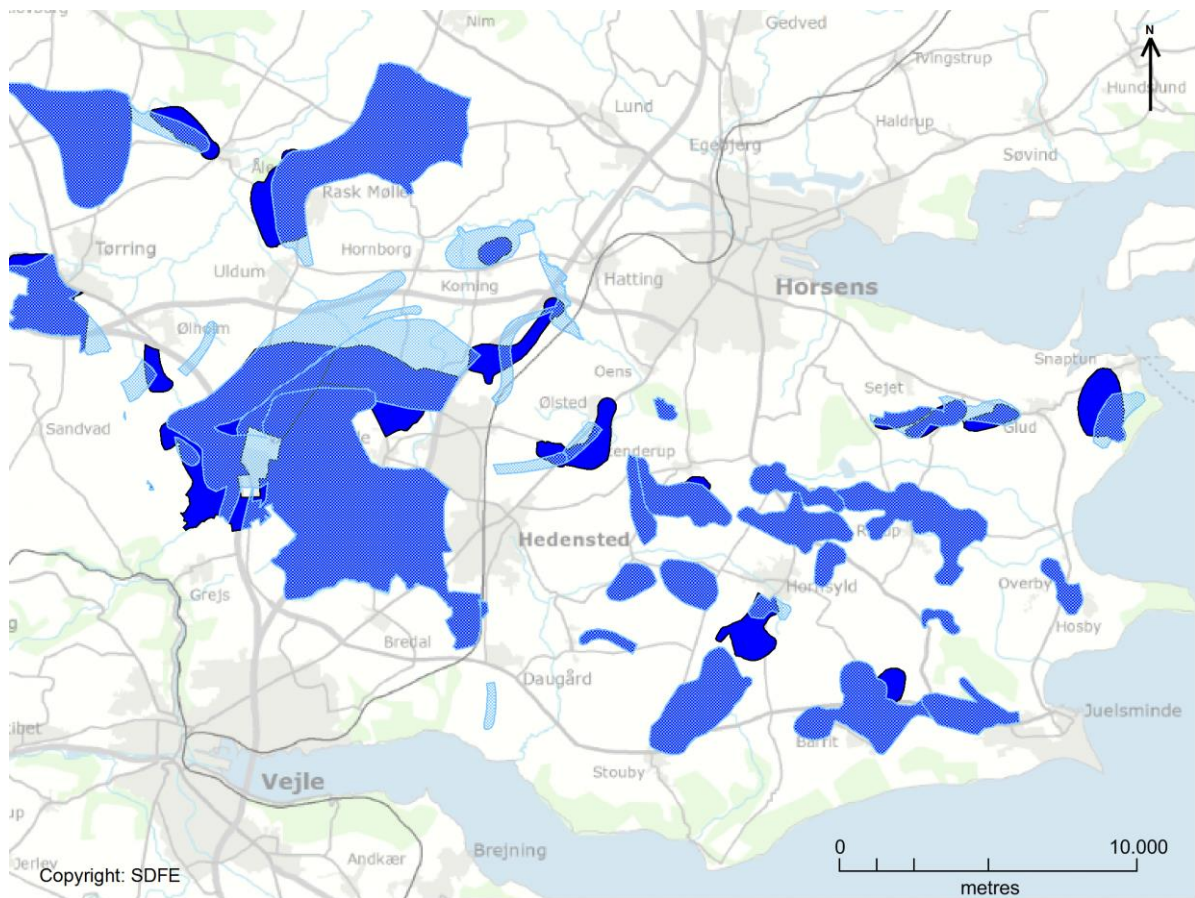 Nim
Gedved
N
Tvingstrup
Hundslund
Lund
Haldrup
Egebjerg
Søvind
Rask Mølle
Tørring
Hornborg
Uldum
Korning
Hatting
Horsens
Ølholm
Snaptun
Oens
Sejet
Ølsted
Sandvad
Glud
Hedensted
Hornsyld
Overby
Grejs
Hosby
Bredal
Daugård
Juelsminde
Barrit
Stouby
Vejle
Brejning
Andkær
Jerlev
Copyright: SDFE
0 10.000
metres